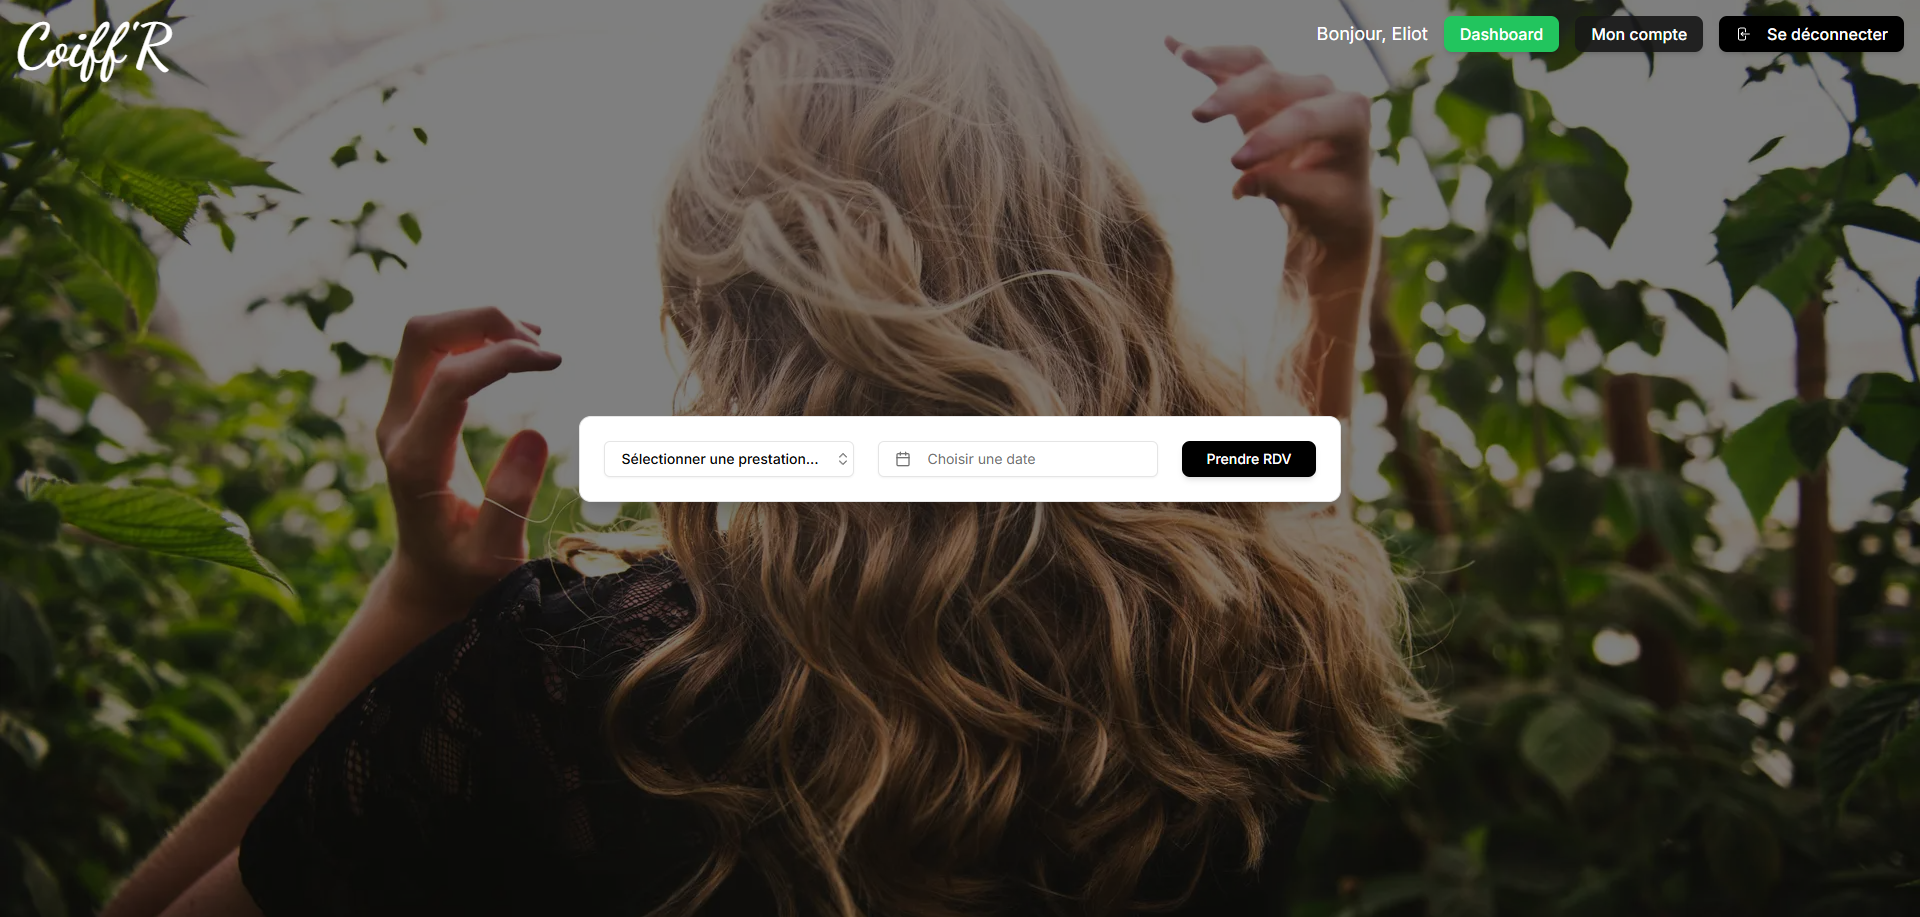 Coiff'R
Bonjour, Eliot
Dashboard
Mon compte
Se déconnecter
Sélectionner une prestation...
Choisir une date
Prendre RDV